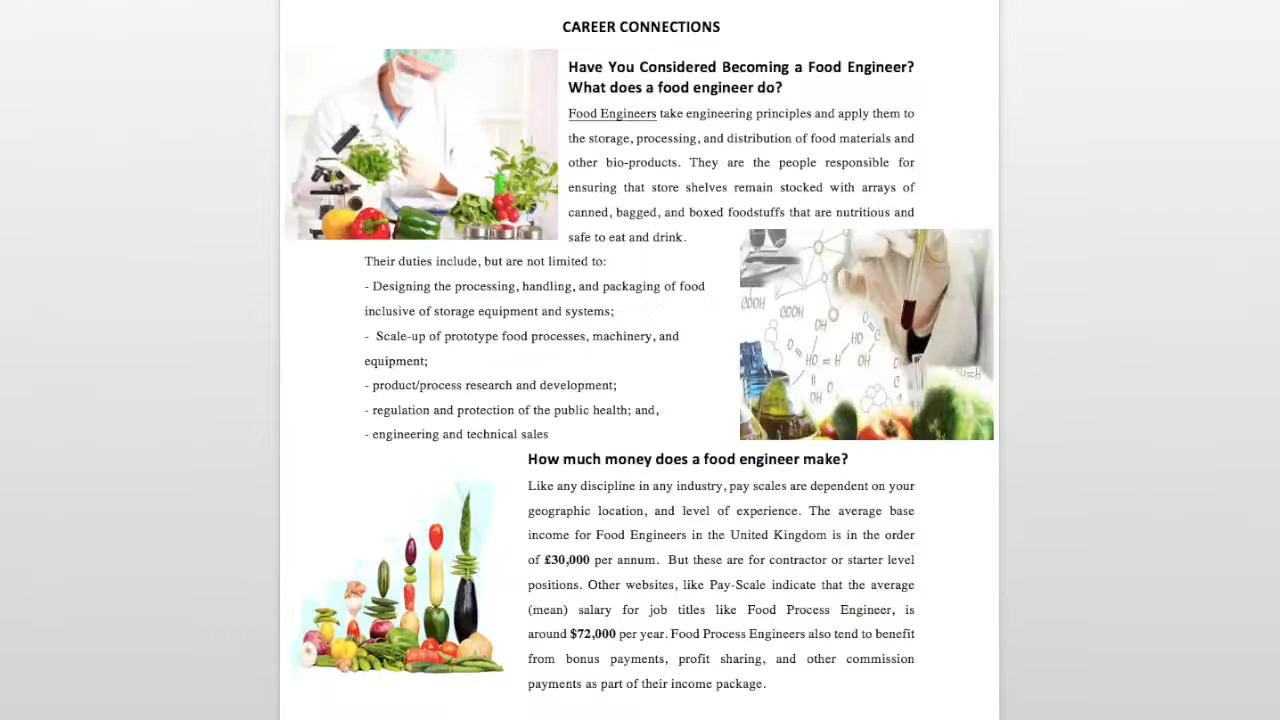 CAREER CONNECTIONS
Have You Considered Becoming a Food Engineer?
What does a food engineer do?
Food Engineers take engineering principles and apply them to
the storage, processing, and distribution of food materials and
other bio-products. They are the people responsible for
ensuring that store shelves remain stocked with arrays of
canned, bagged, and boxed foodstuffs that are nutritious and
safe to eat and drink.
Their duties include, but are not limited to:
- Designing the processing, handling, and packaging of food
inclusive of storage equipment and systems;
- Scale-up of prototype food processes, machinery, and
equipment;
- product/process research and development;
- regulation and protection of the public health; and,
- engineering and technical sales
COOH
COOH
OH
HO
O
C
O
HO = H
OH
O
O
OH
=H
How much money does a food engineer make?
Like any discipline in any industry, pay scales are dependent on your
geographic location, and level of experience. The average base
income for Food Engineers in the United Kingdom is in the order
of £30,000 per annum. But these are for contractor or starter level
positions. Other websites, like Pay-Scale indicate that the average
(mean) salary for job titles like Food Process Engineer, is
around $72,000 per year. Food Process Engineers also tend to benefit
from bonus payments, profit sharing, and other commission
payments as part of their income package.